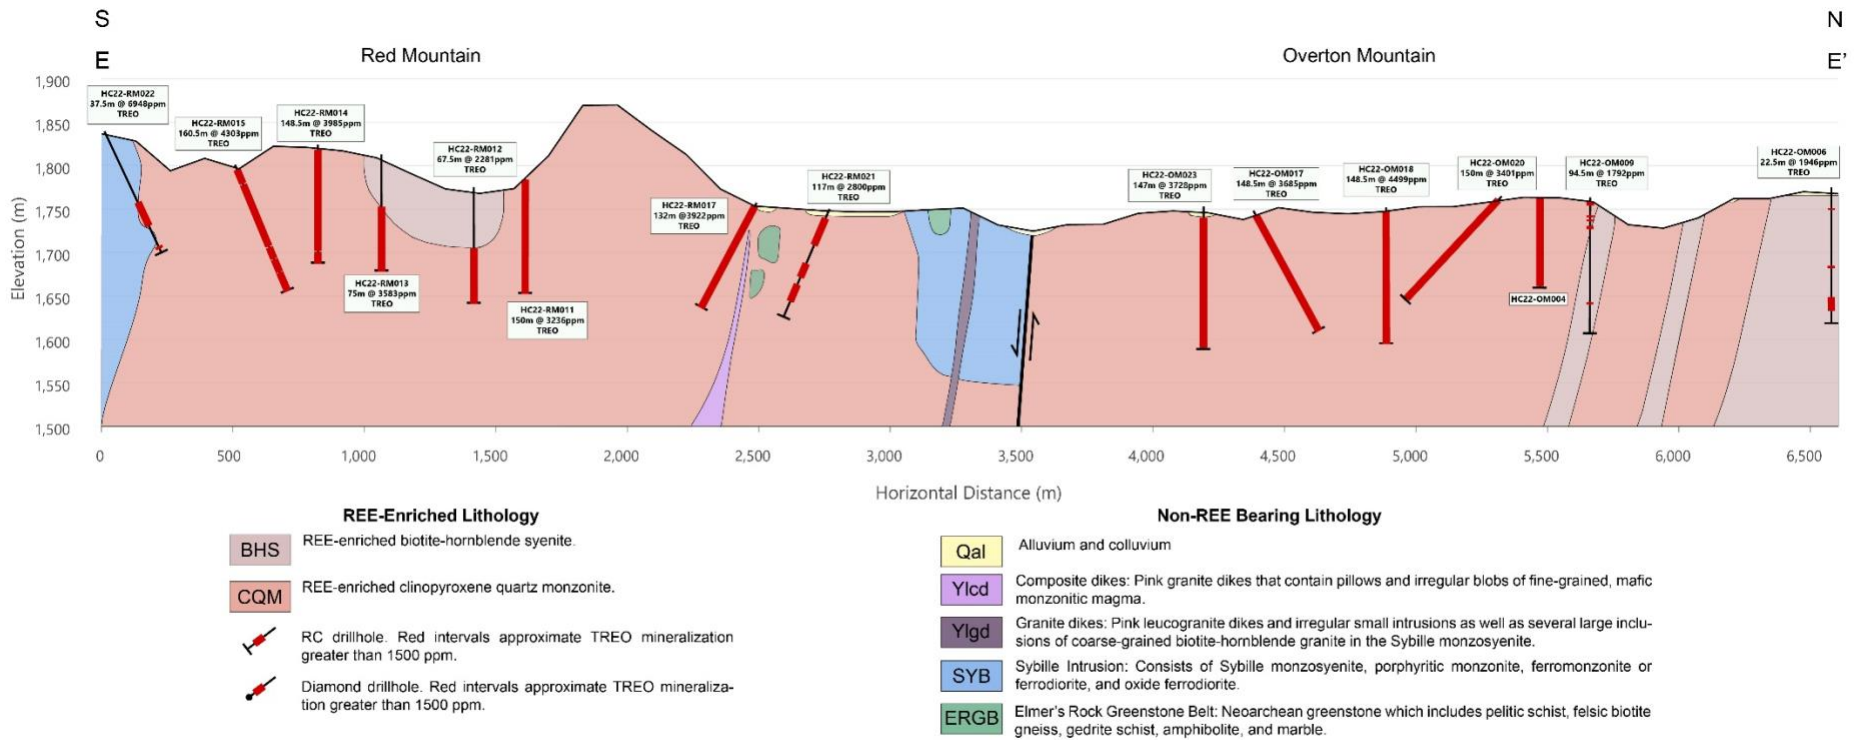 S
N
E
Red Mountain
Overton Mountain
E'
1,900
1,850
1,800
1,750
1,700
1,650
1,600
1,550
1,500
Elevation (m)
HC22-RM022
37.5m @ 6948ppm
TREO
HC22-RM015
160.5m @ 4303ppm
TREO
HC22-RM014
148.5m @ 3985ppm
TREO
HC22-RM013
75m @ 3583ppm
TREO
HC22-RM012
67.5m @ 2281ppm
TREO
HC22-RM011
150m @ 3236ppm
TREO
HC22-RM017
132m @3922ppm
TREO
HC22-RM021
117m @ 2800ppm
TREO
HC22-OM023
147m @ 3728ppm
TREO
HC22-OM017
148.5m @ 3685ppm
TREO
HC22-OM018
148.5m @ 4499ppm
TREO
HC22-OM020
150m @ 3401ppm
TREO
HC22-OM004
HC22-OM009
94.5m @ 1792ppm
TREO
HC22-OM006
22.5m @ 1946ppm
TREO
0
500
1,000
1,500
2,000
2,500
3,000
3,500
4,000
4,500
5,000
5,500
6,000
6,500
Horizontal Distance (m)
REE-Enriched Lithology
BHS
REE-enriched biotite-hornblende syenite.
CQM
REE-enriched clinopyroxene quartz monzonite.
RC drillhole. Red intervals approximate TREO mineralization
greater than 1500 ppm.
Diamond drillhole. Red intervals approximate TREO mineraliza-
tion greater than 1500 ppm.
Non-REE Bearing Lithology
Qal
Alluvium and colluvium
Ylcd
Composite dikes: Pink granite dikes that contain pillows and irregular blobs of fine-grained, mafic
monzonitic magma.
Ylgd
Granite dikes: Pink leucogranite dikes and irregular small intrusions as well as several large inclu-
sions of coarse-grained biotite-hornblende granite in the Sybille monzosyenite.
SYB
Sybille Intrusion: Consists of Sybille monzosyenite, porphyritic monzonite, ferromonzonite or
ferrodiorite, and oxide ferrodiorite.
ERGB
Elmer's Rock Greenstone Belt: Neoarchean greenstone which includes pelitic schist, felsic biotite
gneiss, gedrite schist, amphibolite, and marble.